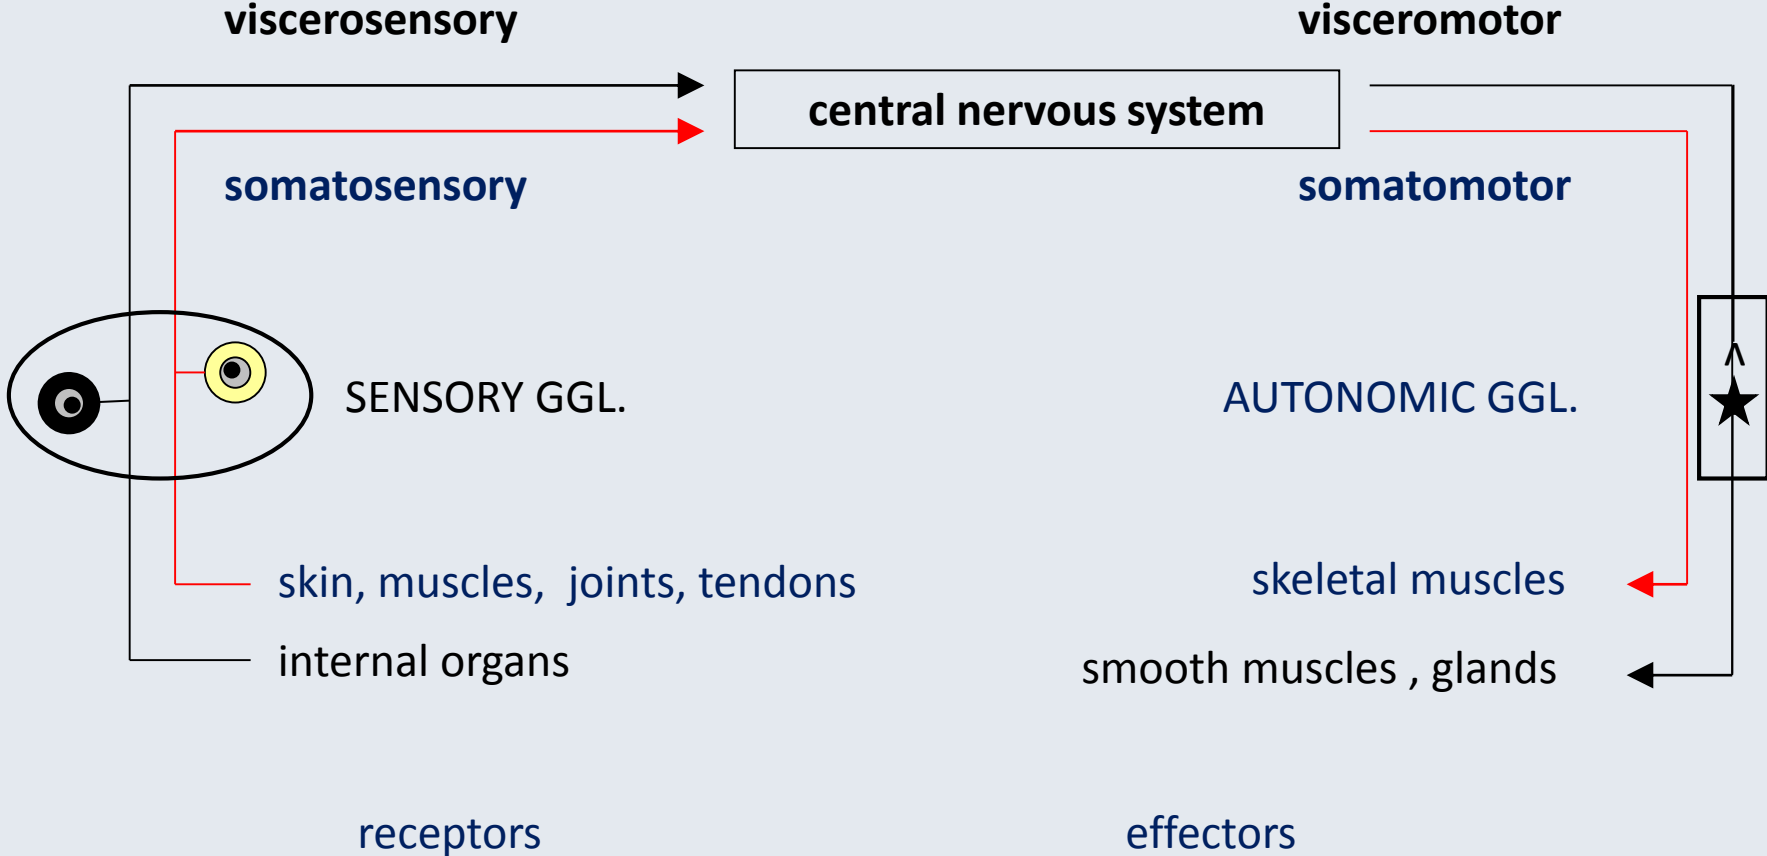 viscerosensory
visceromotor
central nervous system
somatosensory
somatomotor
SENSORY GGL.
AUTONOMIC GGL.
skin, muscles,  joints, tendons
skeletal muscles
internal organs
smooth muscles , glands
receptors
effectors